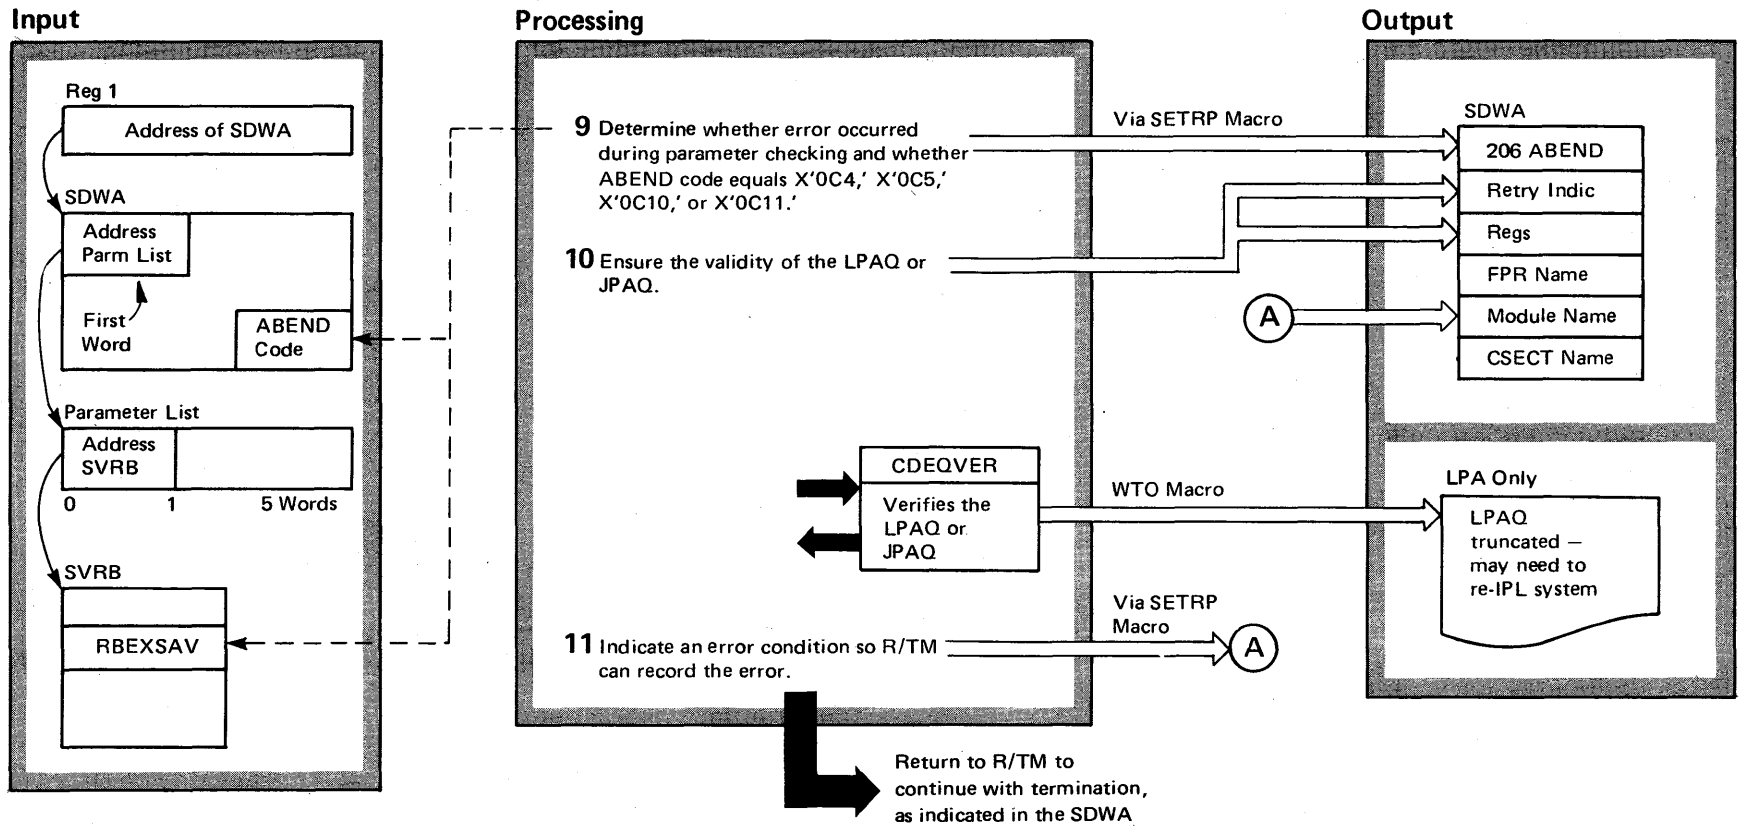 Input
Reg 1
Address of SDWA
SDWA
Address
Parm List
First
Word
ABEND
Code
Parameter List
Address
SVRB
0 1 5 Words
SVRB
RBEXSAV
Processing
9 Determine whether error occurred
during parameter checking and whether
ABEND code equals X'0C4,' X'0C5,'
X'0C10,' or X'0C11.'
10 Ensure the validity of the LPAQ or
JPAQ.
CDEQVER
Verifies the
LPAQ or
JPAQ
11 Indicate an error condition so R/TM
can record the error.
Return to R/TM to
continue with termination,
as indicated in the SDWA
Via SETRP Macro
A
WTO Macro
Via SETRP
Macro
A
Output
SDWA
206 ABEND
Retry Indic
Regs
FPR Name
Module Name
CSECT Name
LPA Only
LPAQ
truncated –
may need to
re-IPL system